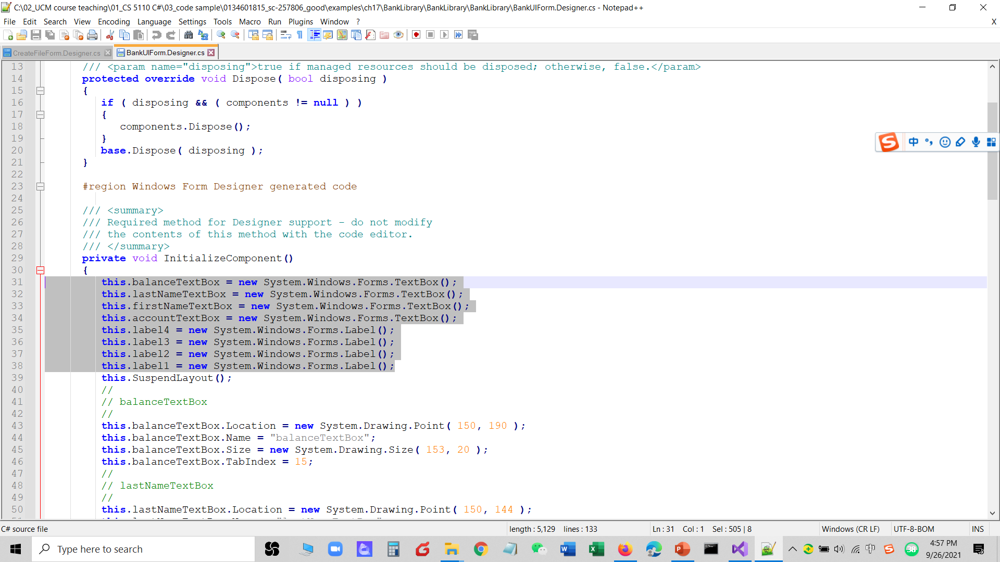 C:\02_UCM course teaching\01_CS 5110 C#\03_code sample\0134601815_sc-257806_good\examples\ch17\BankLibrary\BankLibrary\BankLibrary\BankUIForm.Designer.cs - Notepad++
File Edit Search View Encoding Language Settings Tools Macro Run Plugins Window ? X
CreateFileForm.Designer.cs BankUIForm.Designer.cs
13 /// <param name="disposing">true if managed resources should be disposed; otherwise, false.</param>
14 protected override void Dispose( bool disposing )
15 {
16 if ( disposing && ( components != null ) )
17 {
18 components.Dispose();
19 }
20 base.Dispose( disposing );
21 }
22
23 #region Windows Form Designer generated code
24
25 /// <summary>
26 /// Required method for Designer support - do not modify
27 /// the contents of this method with the code editor.
28 /// </summary>
29 private void InitializeComponent()
30 {
31 this.balanceTextBox = new System.Windows.Forms.TextBox();
32 this.lastNameTextBox = new System.Windows.Forms.TextBox();
33 this.firstNameTextBox = new System.Windows.Forms.TextBox();
34 this.accountTextBox = new System.Windows.Forms.TextBox();
35 this.label4 = new System.Windows.Forms.Label();
36 this.label3 = new System.Windows.Forms.Label();
37 this.label2 = new System.Windows.Forms.Label();
38 this.label1 = new System.Windows.Forms.Label();
39 this.SuspendLayout();
40 //
41 // balanceTextBox
42 //
43 this.balanceTextBox.Location = new System.Drawing.Point( 150, 190 );
44 this.balanceTextBox.Name = "balanceTextBox";
45 this.balanceTextBox.Size = new System.Drawing.Size( 153, 20 );
46 this.balanceTextBox.TabIndex = 15;
47 //
48 // lastNameTextBox
49 //
50 this.lastNameTextBox.Location = new System.Drawing.Point( 150, 144 );
S 中
C# source file length : 5,129 lines : 133 Ln : 31 Col : 1 Sel : 505 | 8 Windows (CR LF) UTF-8-BOM INS
Type here to search 中 38 4:57 PM
9/26/2021